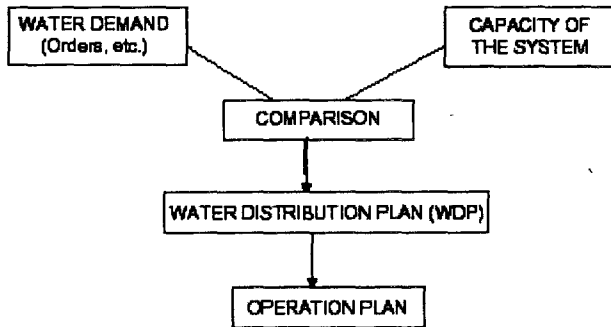 WATER DEMAND
(Orders, etc.)
CAPACITY OF
THE SYSTEM
COMPARISON
WATER DISTRIBUTION PLAN (WDP)
OPERATION PLAN